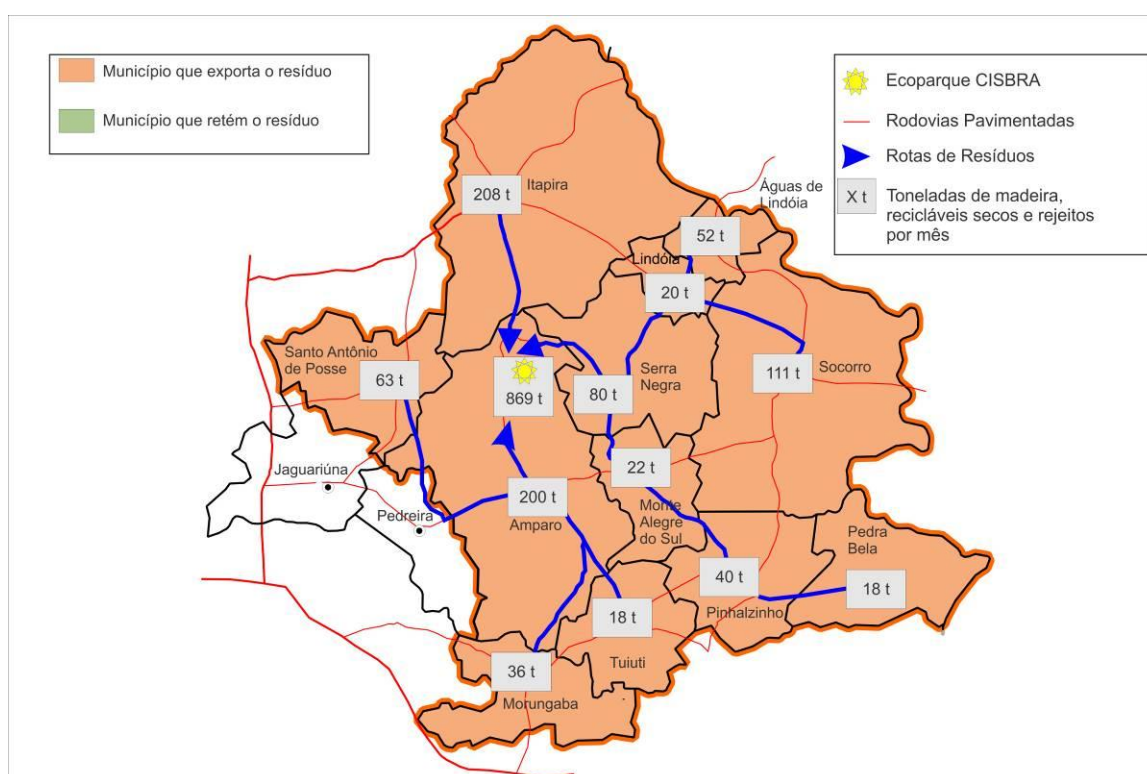 Município que exporta o resíduo
Município que retém o resíduo
Ecoparque CISBRA
Rodovias Pavimentadas
Rotas de Resíduos
X t
Toneladas de madeira,
recicláveis secos e rejeitos
por mês
Itapira
208 t
Águas de
Lindóia
52 t
Lindóia
20 t
Santo Antônio
de Posse
63 t
869 t
Serra
Negra
80 t
111 t
Socorro
Jaguariúna
Pedreira
22 t
200 t
Amparo
Monte
Alegre
do Sul
Pedra
Bela
40 t
18 t
Pinhalzinho
18 t
Tuiuti
36 t
Morungaba